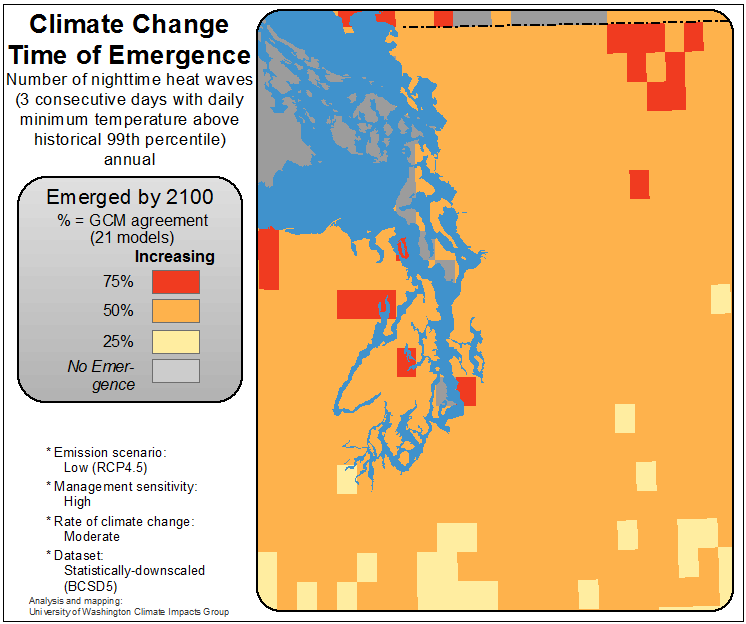 Climate Change
Time of Emergence
Number of nighttime heat waves
(3 consecutive days with daily
minimum temperature above
historical 99th percentile)
annual
Emerged by 2100
% = GCM agreement
(21 models)
Increasing
75%
50%
25%
No Emer-
gence
* Emission scenario:
Low (RCP4.5)
* Management sensitivity:
High
* Rate of climate change:
Moderate
* Dataset:
Statistically-downscaled
(BCSD5)
Analysis and mapping:
University of Washington Climate Impacts Group